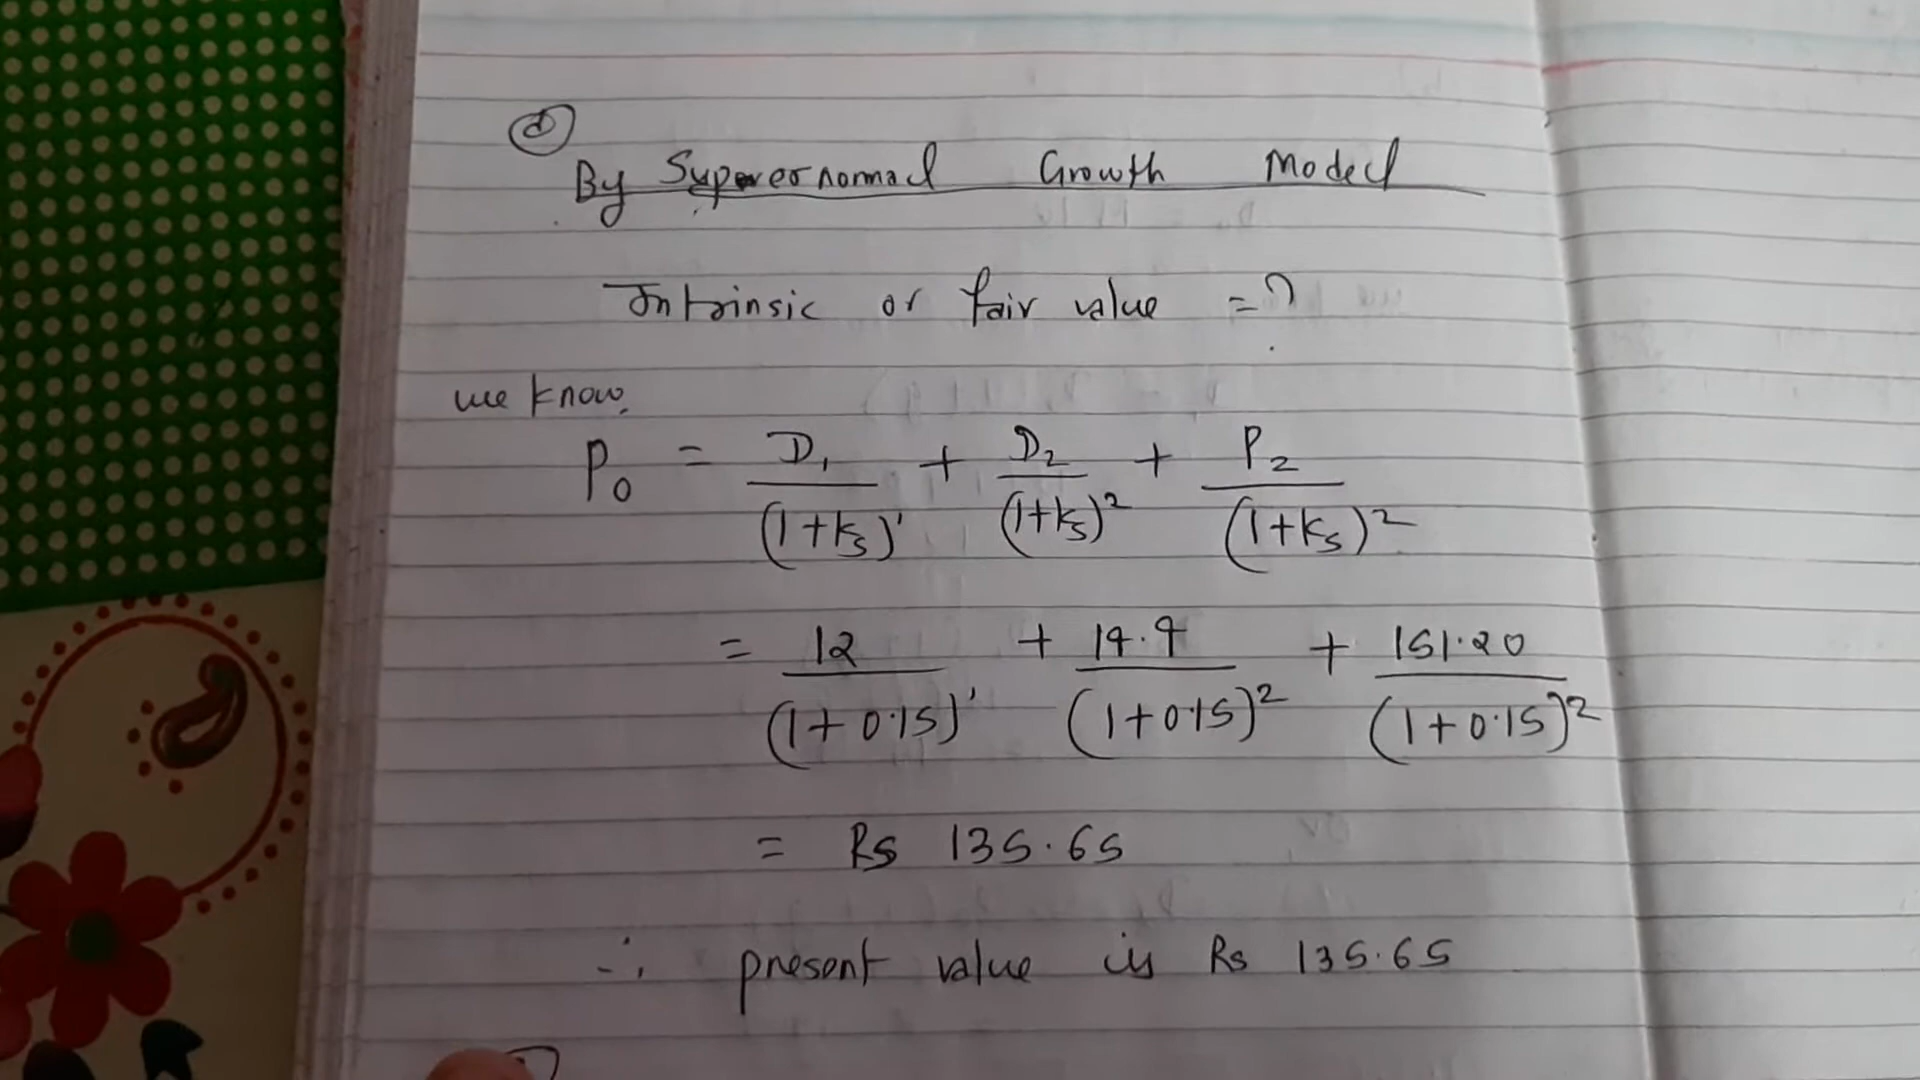 d
By Supernormal Growth Model
Intrinsic or fair value = ?
we know,
P₀ = D₁/(1+ks)¹ + D₂/(1+ks)² + P₂/(1+ks)²
= 12/(1+0.15)¹ + 14.4/(1+0.15)² + 151.20/(1+0.15)²
= Rs 135.65
∴ present value is Rs 135.65